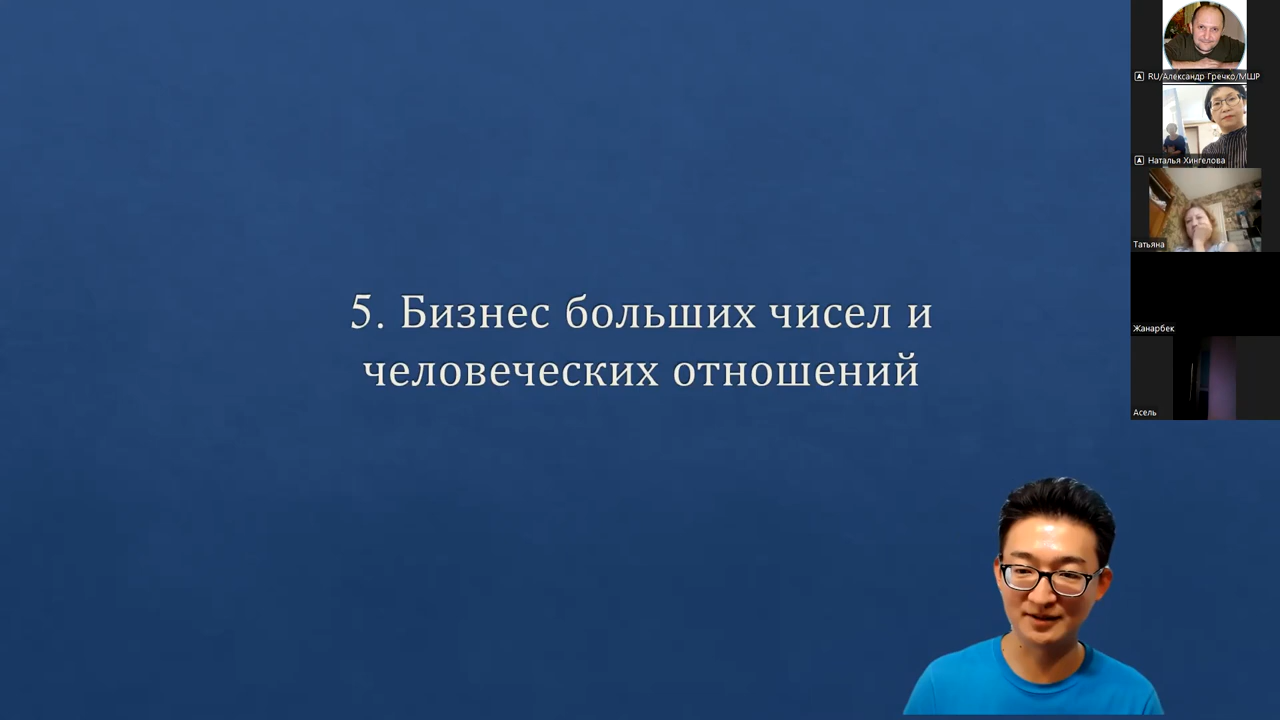 5. Бизнес больших чисел и
человеческих отношений
RU/Александр Гречко/МШР
Наталья Хингелова
Татьяна
Жанарбек
Асель